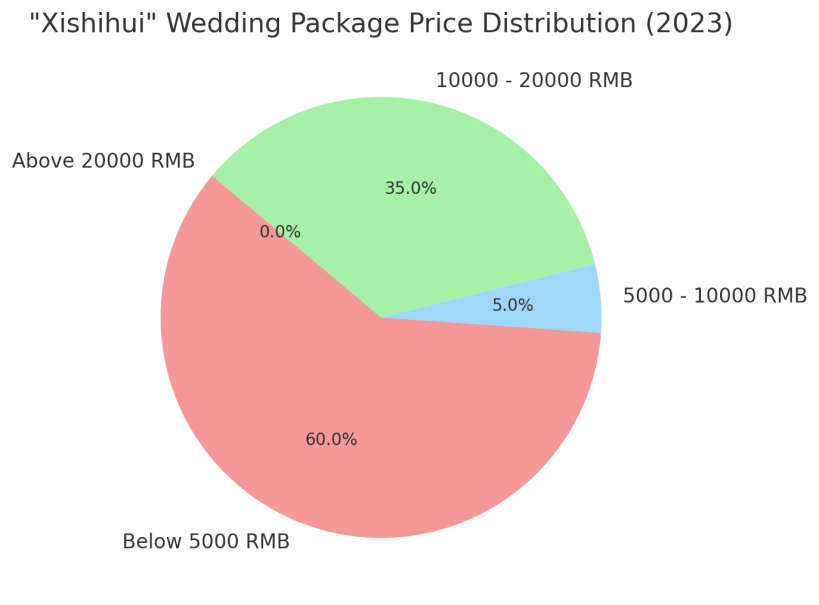 "Xishihui" Wedding Package Price Distribution (2023)
10000 - 20000 RMB
Above 20000 RMB
35.0%
0.0%
5000 - 10000 RMB
5.0%
60.0%
Below 5000 RMB